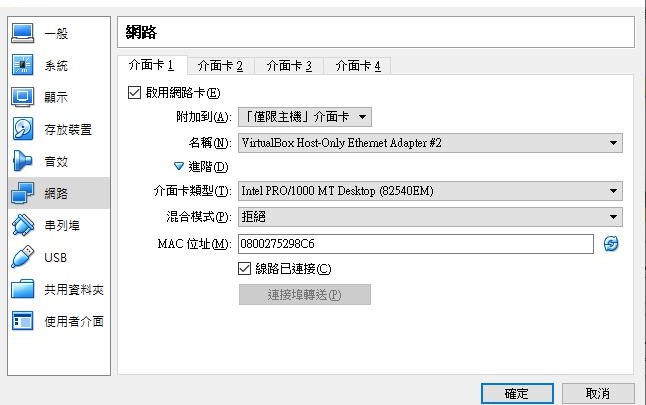 一般
系統
顯示
存放裝置
音效
網路
串列埠
USB
共用資料夾
使用者介面
網路
介面卡 1 介面卡 2 介面卡 3 介面卡 4
啟用網路卡(E)
附加到(A): 「僅限主機」介面卡
名稱(N): VirtualBox Host-Only Ethernet Adapter #2
進階(D)
介面卡類型(T): Intel PRO/1000 MT Desktop (82540EM)
混合模式(P): 拒絕
MAC 位址(M): 0800275298C6
線路已連接(C)
連接埠轉送(P)
確定 取消